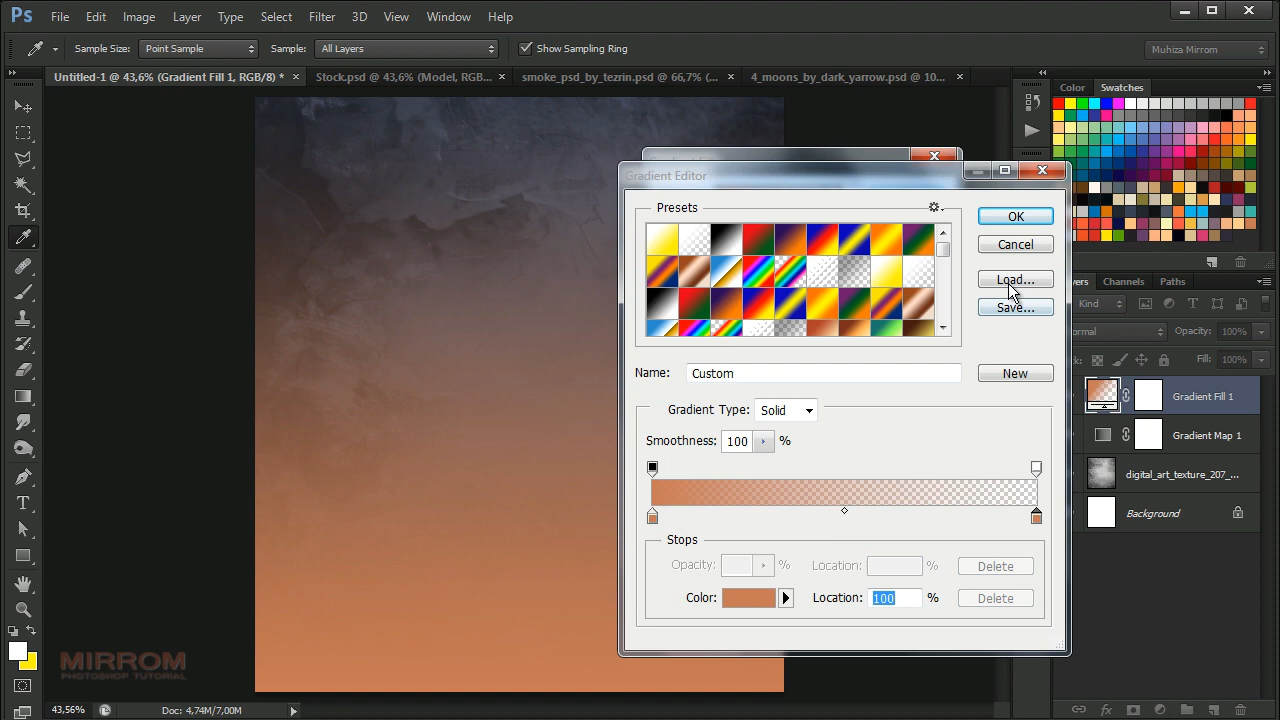 Ps File Edit Image Layer Type Select Filter 3D View Window Help
Sample Size: Point Sample Sample: All Layers Show Sampling Ring Muhiza Mirrom
Untitled-1 @ 43,6% (Gradient Fill 1, RGB/8) * × Stock.psd @ 43,6% (Model, RGB... × smoke_psd_by_tezrin.psd @ 66,7% (... × 4_moons_by_dark_yarrow.psd @ 10... ×
Color Swatches
Gradient Editor
Presets
OK
Cancel
Load...
Save...
Name: Custom New
Gradient Type: Solid
Smoothness: 100 %
Stops
Opacity: % Location: % Delete
Color: Location: 100 % Delete
Channels Paths
Kind
Opacity: 100%
Fill: 100%
Gradient Fill 1
Gradient Map 1
digital_art_texture_207_...
Background
MIRROM
PHOTOSHOP TUTORIAL
43,56% Doc: 4,74M/7,00M